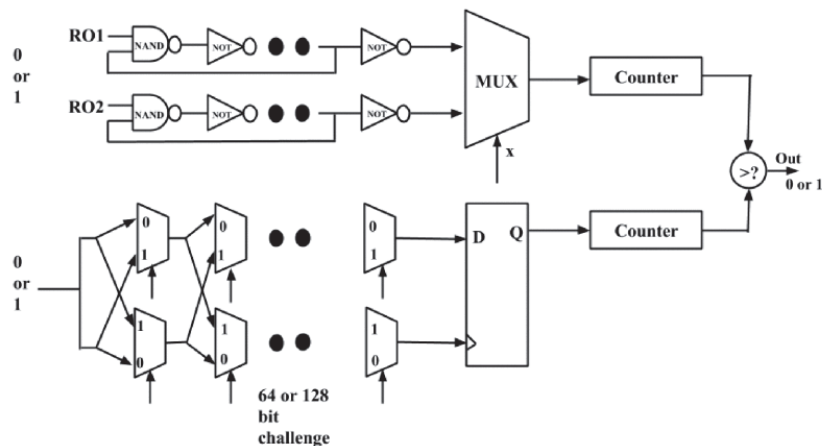 RO1
NAND
NOT
NOT
0
or
1
RO2
NAND
NOT
NOT
MUX
x
Counter
>?
Out
0 or 1
0
1
0
1
0
1
D
Q
Counter
0
or
1
1
0
1
0
1
0
64 or 128
bit
challenge